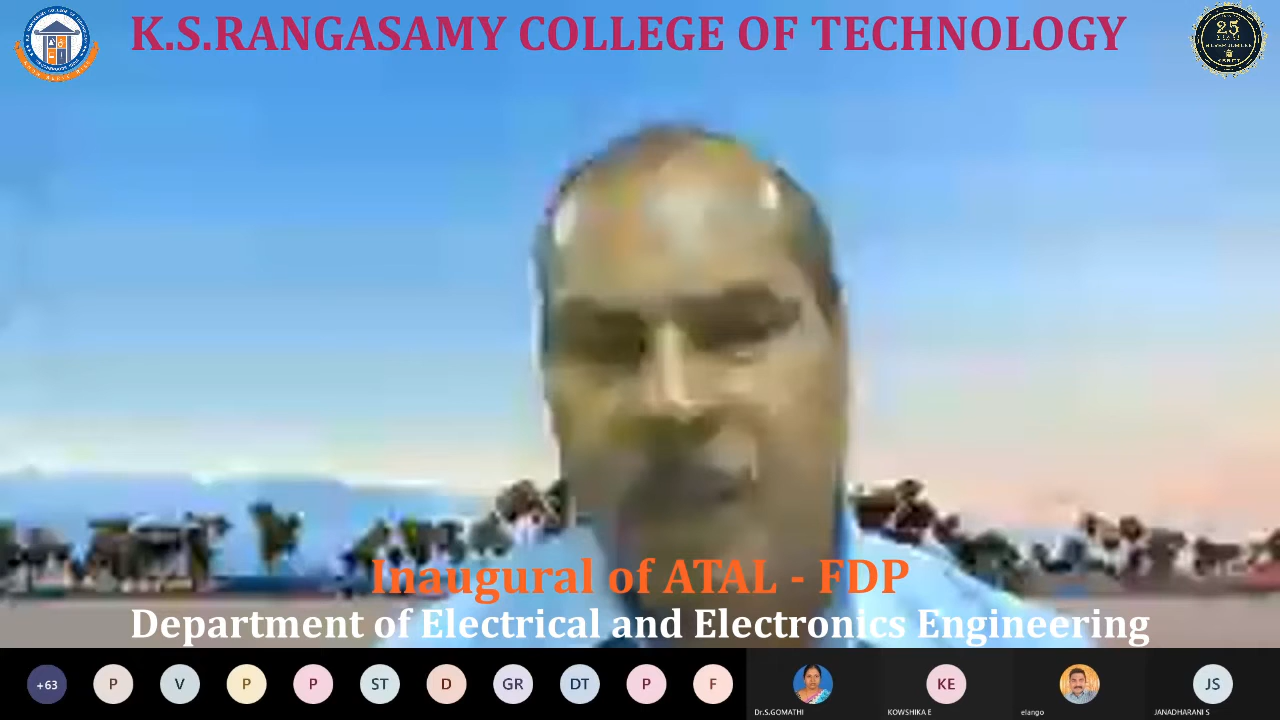 K.S.RANGASAMY COLLEGE OF TECHNOLOGY
25
Inaugural of ATAL - FDP
Department of Electrical and Electronics Engineering
+63 P V P P ST D GR DT P F KE JS
Dr.S.GOMATHI KOWSHIKA E elango JANADHARANI S